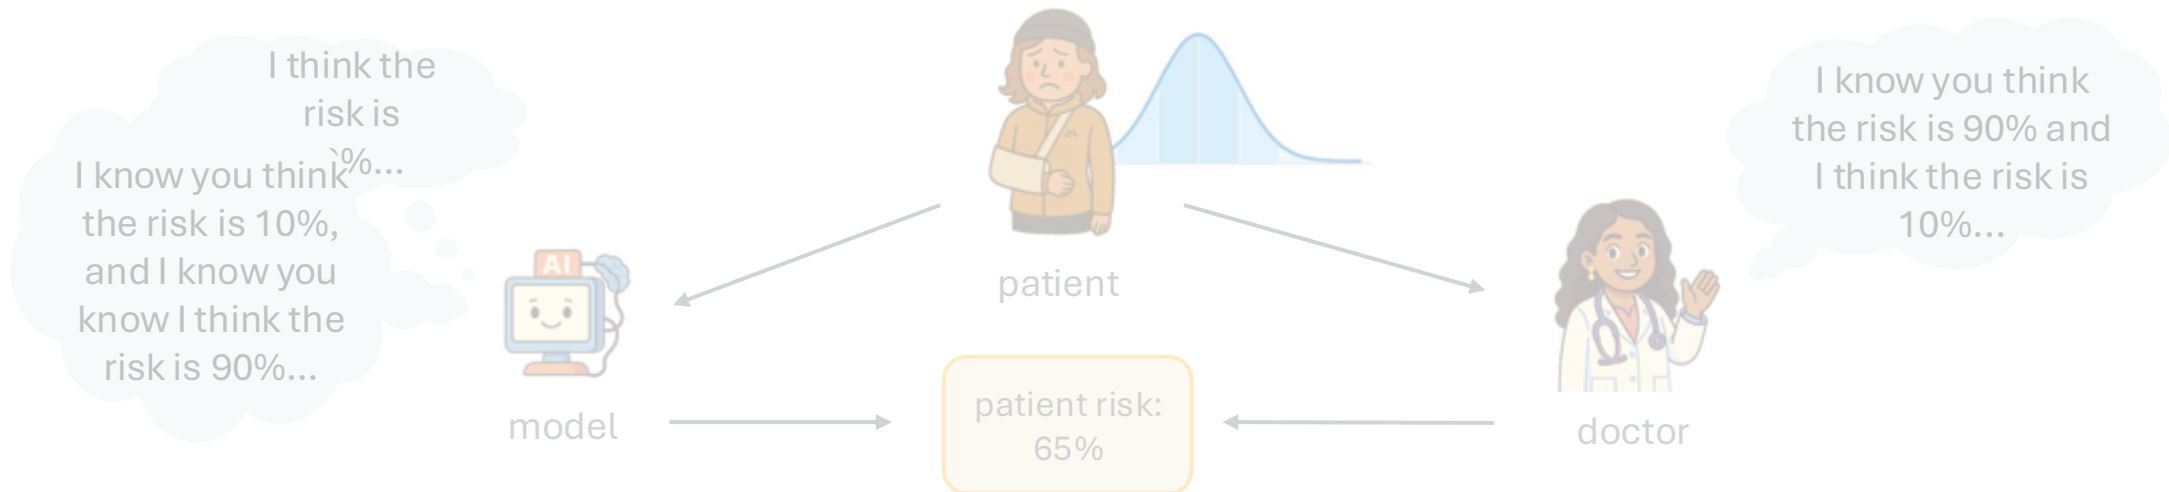 I think the
risk is
%...
I know you think
the risk is 10%,
and I know you
know I think the
risk is 90%...
AI
model
patient
patient risk:
65%
I know you think
the risk is 90% and
I think the risk is
10%...
doctor